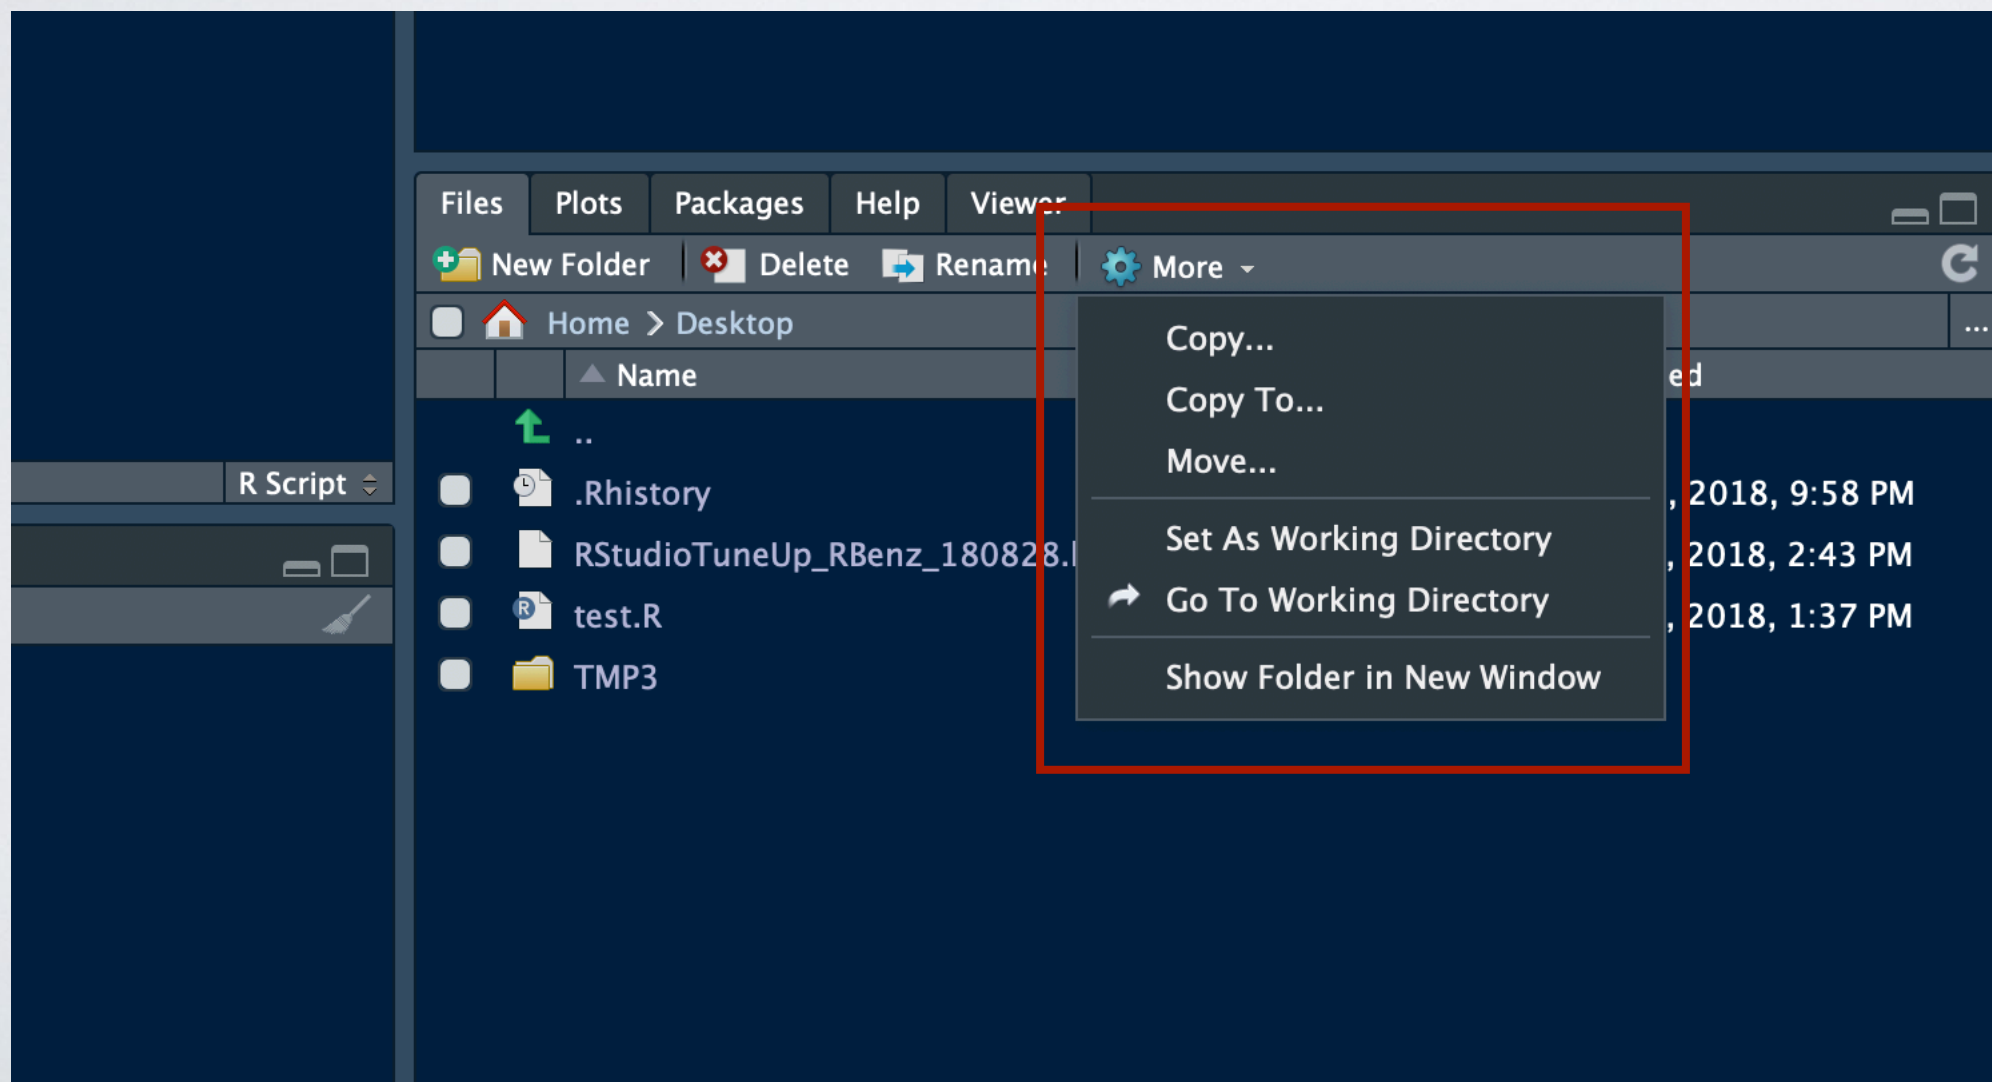 Files Plots Packages Help Viewer
New Folder Delete Rename More
Home Desktop ...
Name
Copy...
Copy To...
Move...
Set As Working Directory
Go To Working Directory
Show Folder in New Window
..
.Rhistory , 2018, 9:58 PM
RStudioTuneUp_RBenz_180828. , 2018, 2:43 PM
test.R , 2018, 1:37 PM
TMP3
R Script